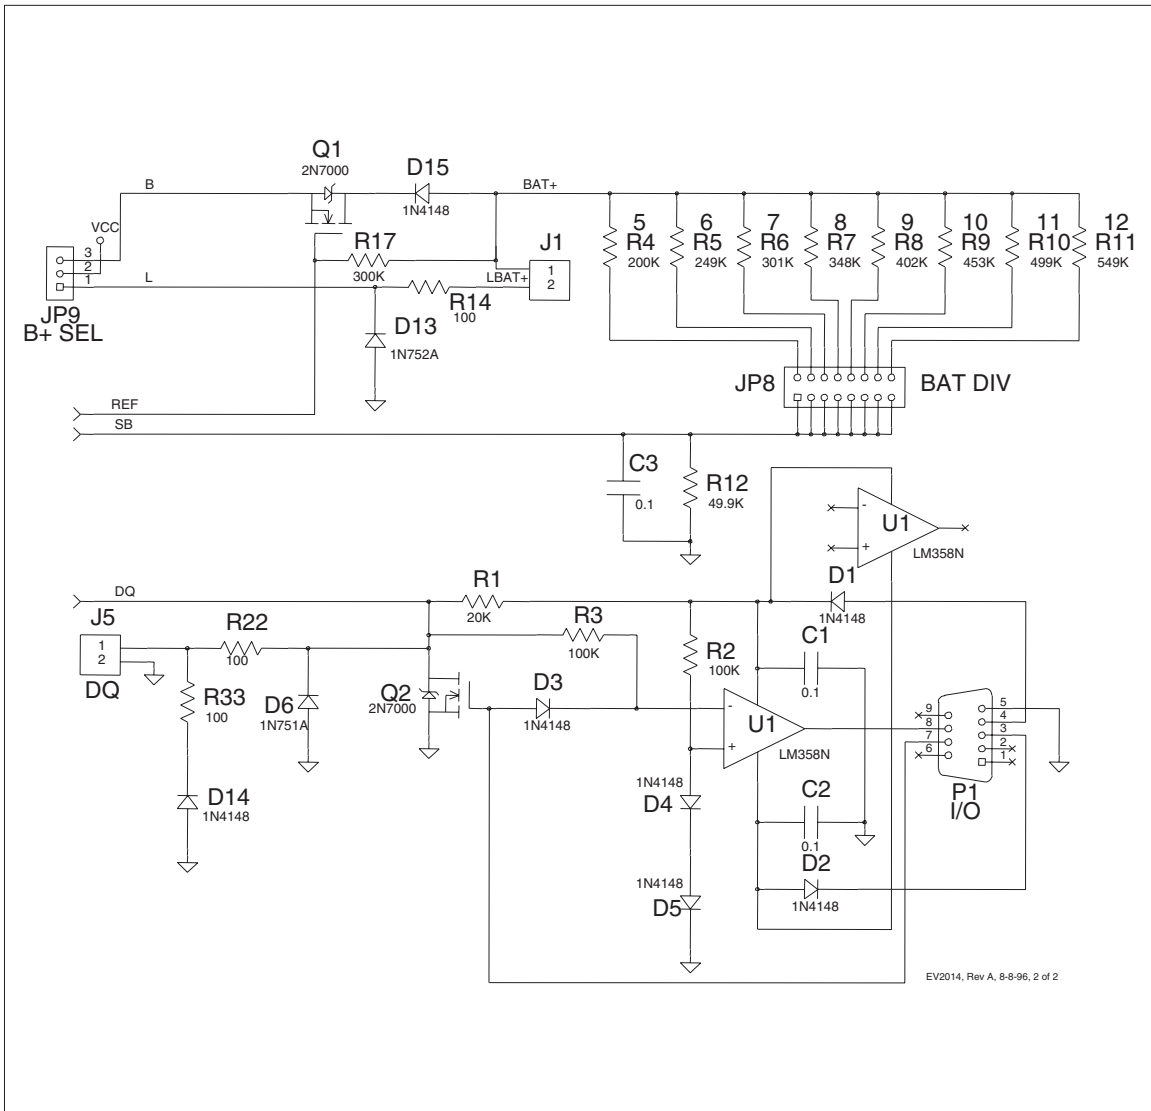 Q1
2N7000
D15
1N4148
B
BAT+
VCC
3
2
1
JP9
B+ SEL
L
R17
300K
LBAT+
J1
1
2
R14
100
D13
1N752A
5
R4
200K
6
R5
249K
7
R6
301K
8
R7
348K
9
R8
402K
10
R9
453K
11
R10
499K
12
R11
549K
JP8
BAT DIV
REF
SB
C3
0.1
R12
49.9K
-
+
U1
LM358N
DQ
J5
1
2
DQ
R22
100
R33
100
D14
1N4148
D6
1N751A
R1
20K
R3
100K
Q2
2N7000
D3
1N4148
R2
100K
-
+
U1
LM358N
D1
1N4148
C1
0.1
1N4148
D4
1N4148
D5
C2
0.1
D2
1N4148
9
8
7
6
5
4
3
2
1
P1
I/O
EV2014, Rev A, 8-8-96, 2 of 2